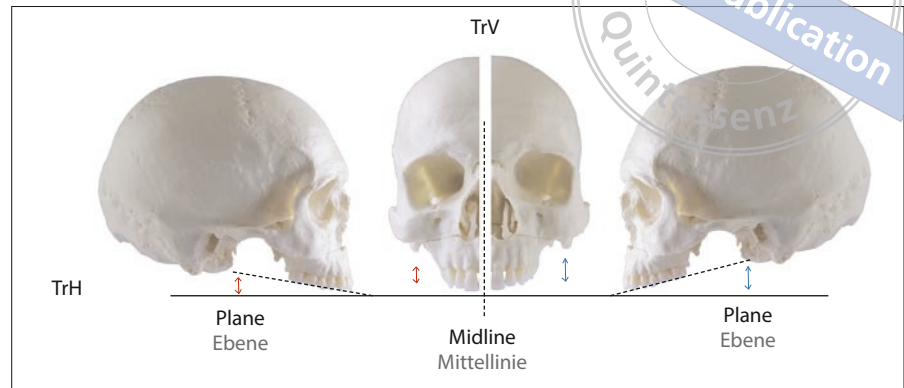 TrV
Quintessenz
ublication
TrH
Plane
Ebene
Midline
Mittellinie
Plane
Ebene